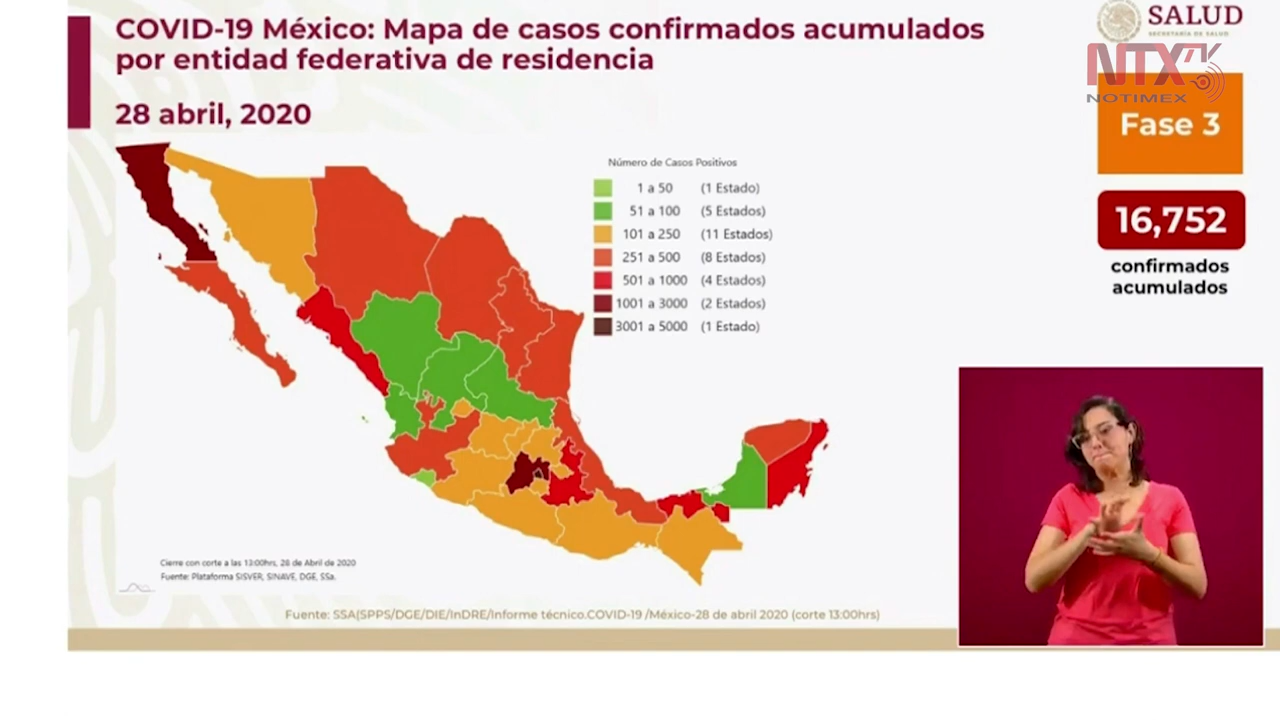 COVID-19 México: Mapa de casos confirmados acumulados
por entidad federativa de residencia
28 abril, 2020
SALUD
SECRETARÍA DE SALUD
NTX
NOTIMEX
Fase 3
16,752
confirmados
acumulados
Número de Casos Positivos
1 a 50 (1 Estado)
51 a 100 (5 Estados)
101 a 250 (11 Estados)
251 a 500 (8 Estados)
501 a 1000 (4 Estados)
1001 a 3000 (2 Estados)
3001 a 5000 (1 Estado)
Cierre con corte a las 13:00hrs, 28 de Abril de 2020
Fuente: Plataforma SISVER, SINAVE, DGE, SSa.
Fuente: SSA(SPPS/DGE/DIE/InDRE/Informe técnico.COVID-19 /México-28 de abril 2020 (corte 13:00hrs)